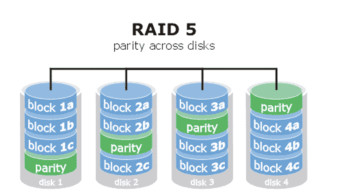 RAID 5
parity across disks
block 1a
block 1b
block 1c
parity
disk 1
block 2a
block 2b
parity
block 2c
disk 2
block 3a
parity
block 3b
block 3c
disk 3
parity
block 4a
block 4b
block 4c
disk 4